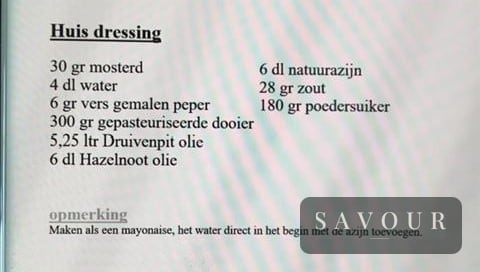 Huis dressing
30 gr mosterd
4 dl water
6 gr vers gemalen peper
300 gr gepasteuriseerde dooier
5,25 ltr Druivenpit olie
6 dl Hazelnoot olie
6 dl natuurazijn
28 gr zout
180 gr poedersuiker
opmerking
Maken als een mayonaise, het water direct in het begin met de azijn toevoegen.
SAVOUR